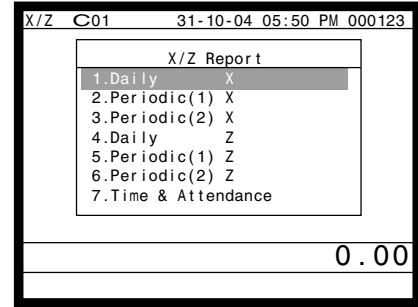 X/Z C01 31-10-04 05:50 PM 000123
X/Z Report
1.Daily X
2.Periodic(1) X
3.Periodic(2) X
4.Daily Z
5.Periodic(1) Z
6.Periodic(2) Z
7.Time & Attendance
0.00